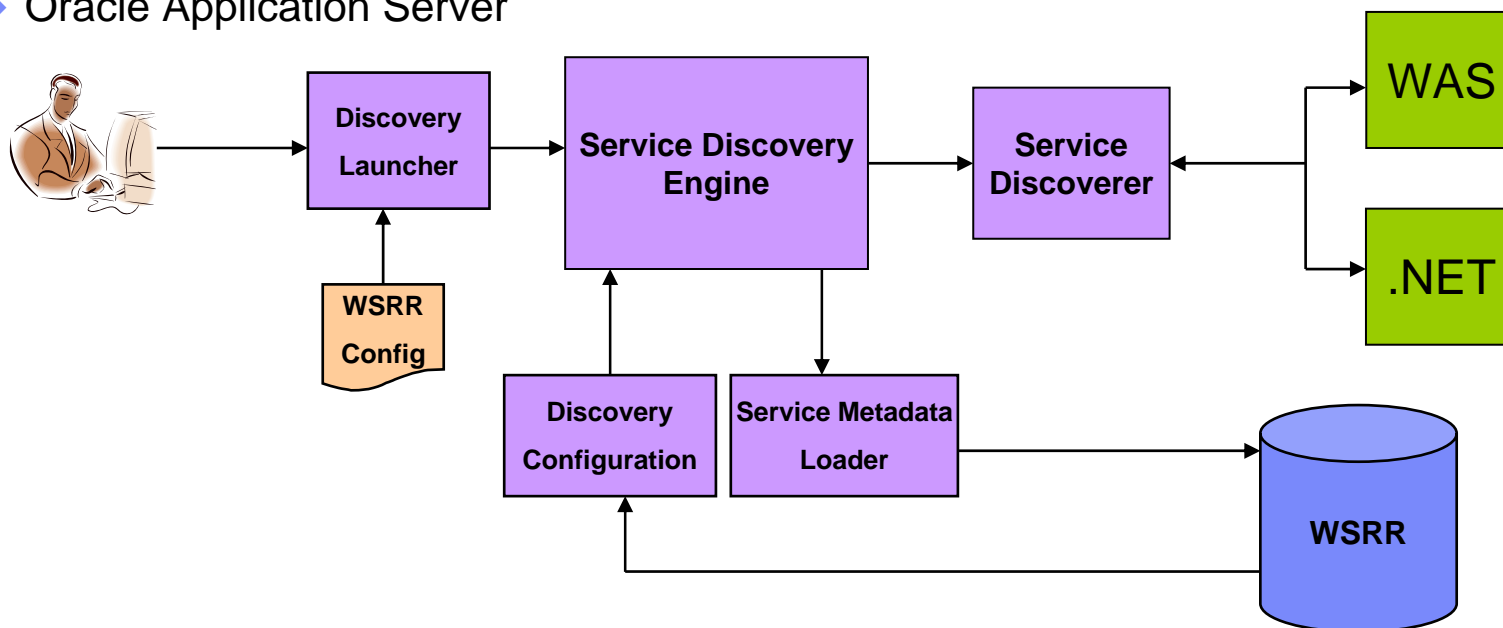 Oracle Application Server
WAS
Discovery
Launcher
Service Discovery
Engine
Service
Discoverer
.NET
WSRR
Config
Discovery
Configuration
Service Metadata
Loader
WSRR